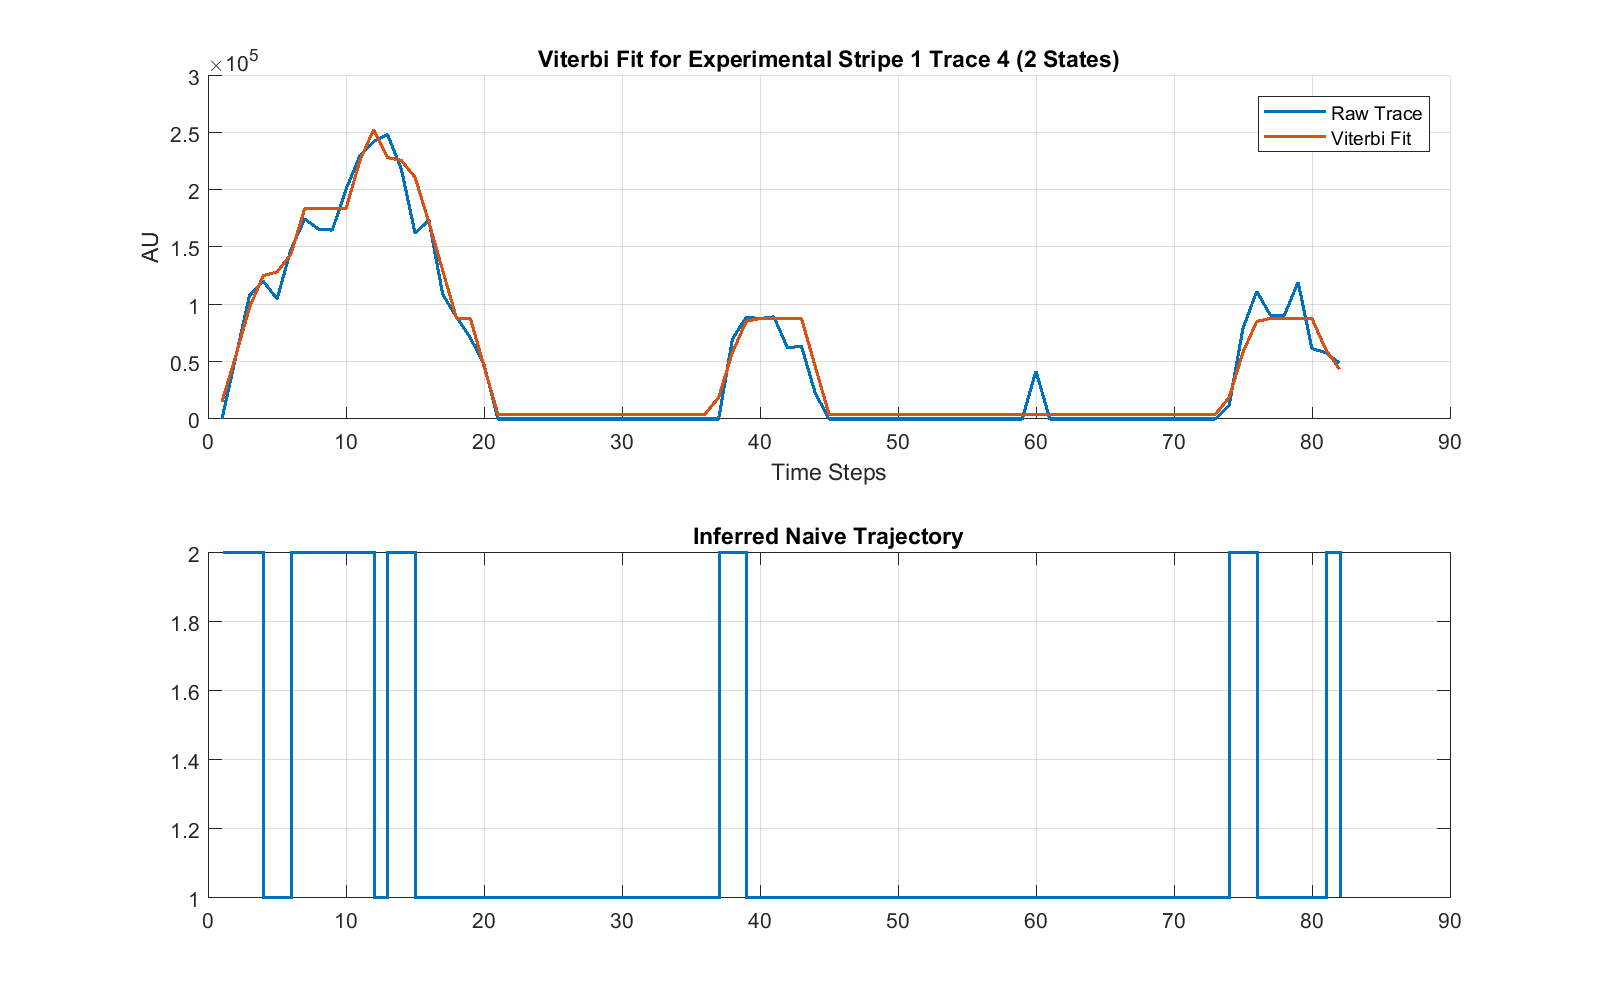 Viterbi Fit for Experimental Stripe 1 Trace 4 (2 States)
×10^5
3
2.5
2
1.5
1
0.5
0
AU
Raw Trace
Viterbi Fit
0 10 20 30 40 50 60 70 80 90
Time Steps
Inferred Naive Trajectory
2
1.8
1.6
1.4
1.2
1
0 10 20 30 40 50 60 70 80 90